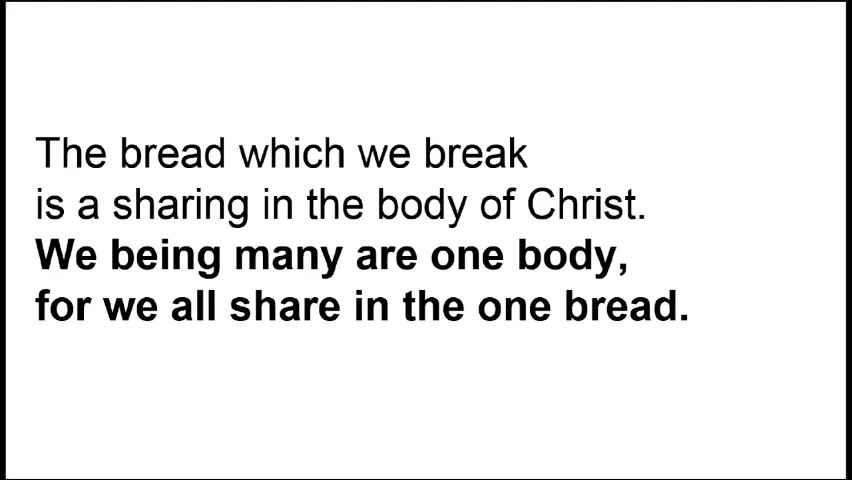 The bread which we break
is a sharing in the body of Christ.
We being many are one body,
for we all share in the one bread.